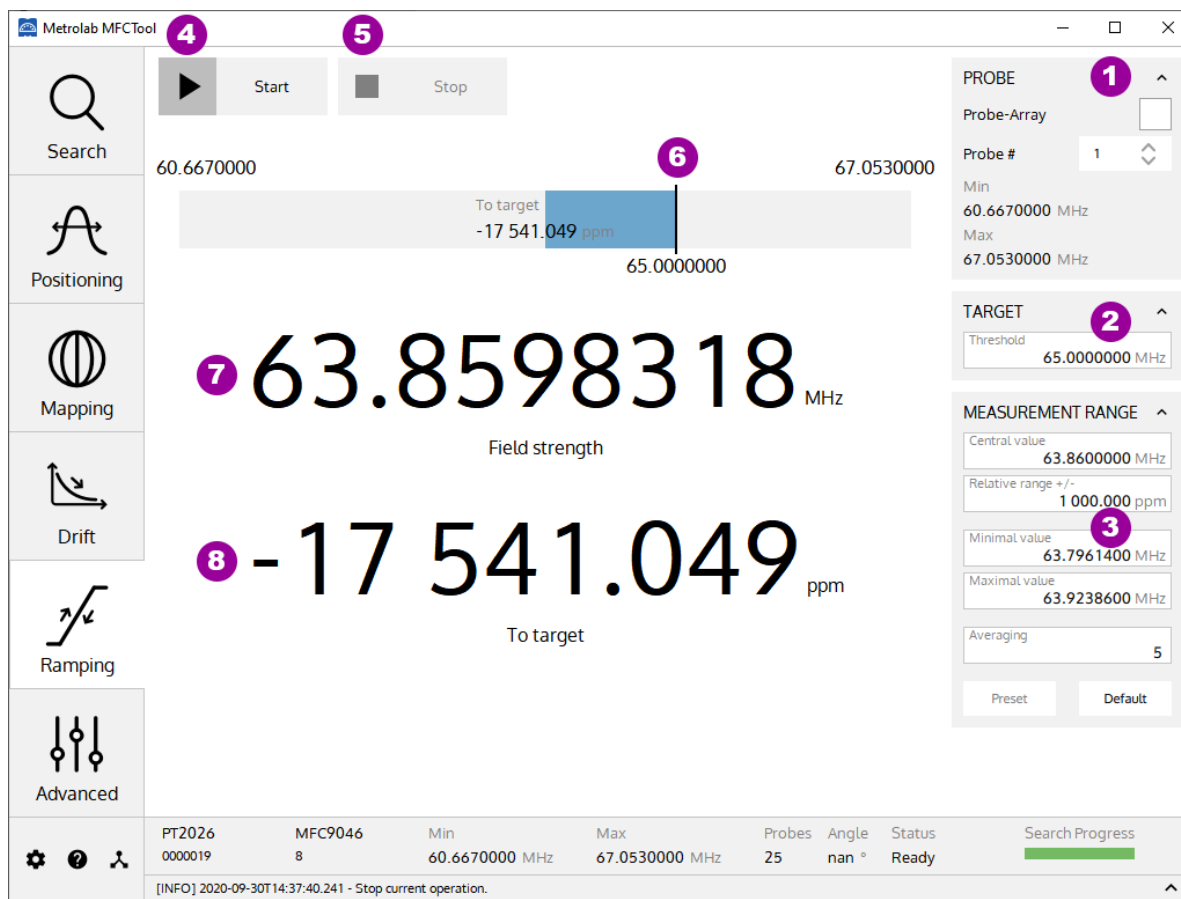 Metrolab MFCTool
4
5
Start
Stop
Search
Positioning
Mapping
Drift
Ramping
Advanced
60.6670000
6
67.0530000
To target
-17 541.049 ppm
65.0000000
7
63.8598318 MHz
Field strength
8
-17 541.049 ppm
To target
PROBE
1
Probe-Array
Probe # 1
Min
60.6670000 MHz
Max
67.0530000 MHz
TARGET
2
Threshold
65.0000000 MHz
MEASUREMENT RANGE
Central value
63.8600000 MHz
Relative range +/-
1 000.000 ppm
3
Minimal value
63.7961400 MHz
Maximal value
63.9238600 MHz
Averaging
5
Preset Default
PT2026 MFC9046 Min Max Probes Angle Status Search Progress
0000019 8 60.6670000 MHz 67.0530000 MHz 25 nan ° Ready
[INFO] 2020-09-30T14:37:40.241 - Stop current operation.